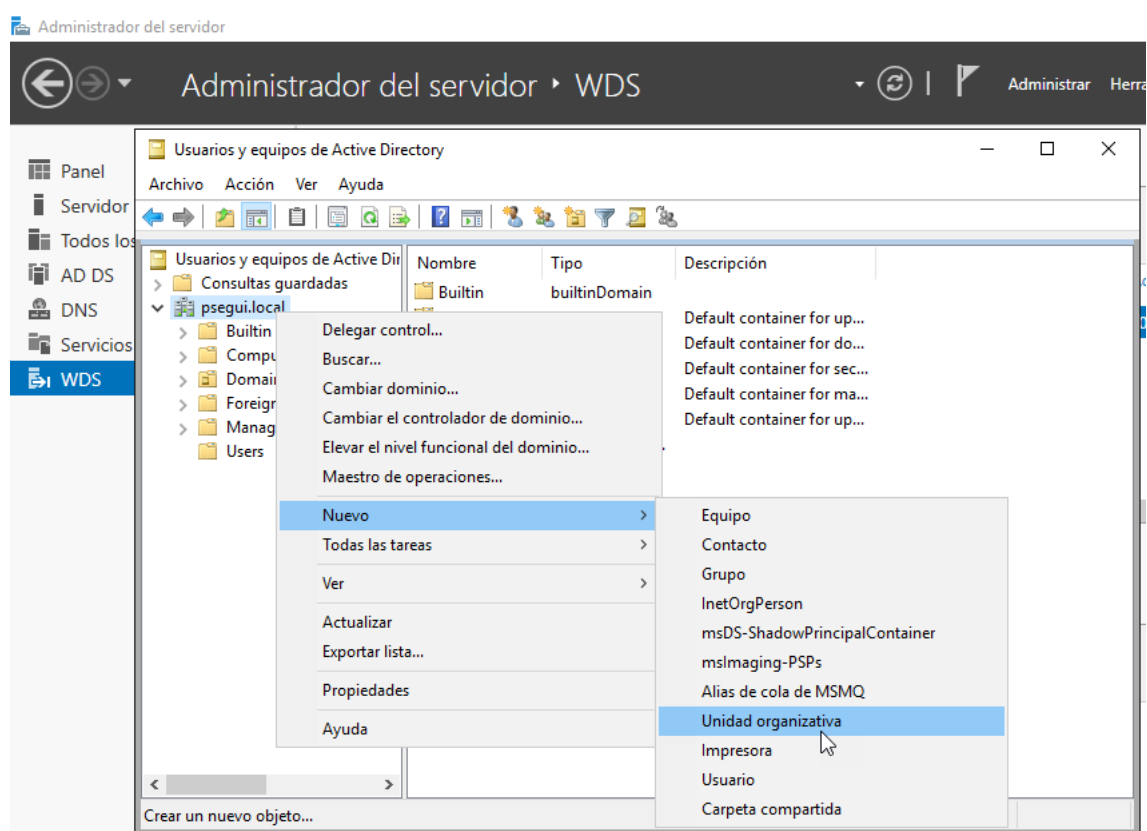 Administrador del servidor
Administrador del servidor ‣ WDS
Administrar
Panel
Servidor
Todos los
AD DS
DNS
Servicios
WDS
Usuarios y equipos de Active Directory
Archivo Acción Ver Ayuda
Usuarios y equipos de Active Dir
Consultas guardadas
psegui.local
Builtin
Compu
Domai
Foreign
Manag
Users
Nombre Tipo Descripción
Builtin builtinDomain
Default container for up...
Default container for do...
Default container for sec...
Default container for ma...
Default container for up...
Delegar control...
Buscar...
Cambiar dominio...
Cambiar el controlador de dominio...
Elevar el nivel funcional del dominio...
Maestro de operaciones...
Nuevo
Todas las tareas
Ver
Actualizar
Exportar lista...
Propiedades
Ayuda
Equipo
Contacto
Grupo
InetOrgPerson
msDS-ShadowPrincipalContainer
msImaging-PSPs
Alias de cola de MSMQ
Unidad organizativa
Impresora
Usuario
Carpeta compartida
Crear un nuevo objeto...